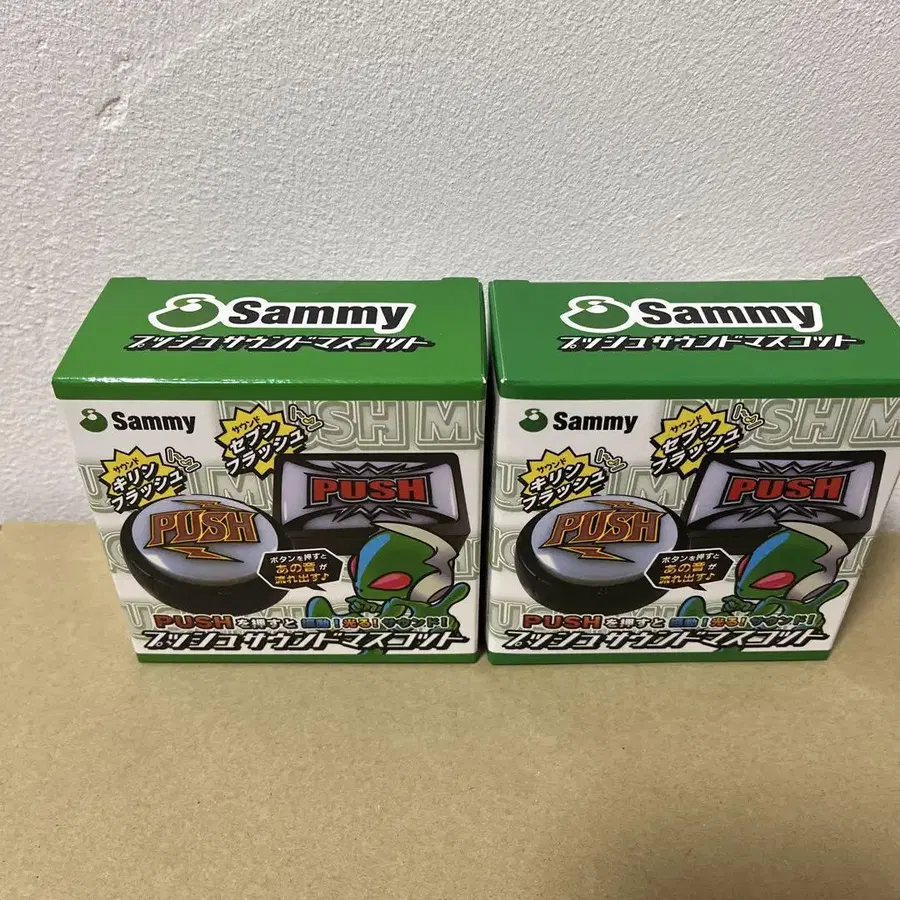 Sammy
プッシュサウンドマスコット
Sammy
サウンド
セブン
フラッシュ
サウンド
キリン
フラッシュ
PUSH
PUSH
ボタンを押すと
あの音が
流れ出す♪
PUSHを押すと振動!光る!サウンド!
プッシュサウンドマスコット
Sammy
プッシュサウンドマスコット
Sammy
サウンド
セブン
フラッシュ
サウンド
キリン
フラッシュ
PUSH
PUSH
ボタンを押すと
あの音が
流れ出す♪
PUSHを押すと振動!光る!サウンド!
プッシュサウンドマスコット